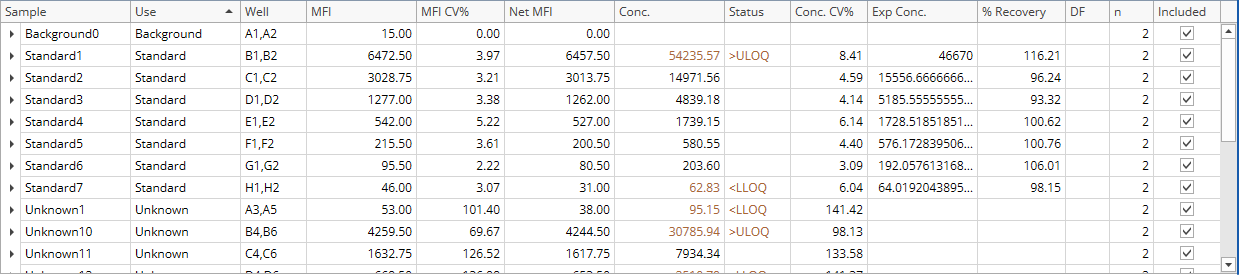 Sample Use Well MFI MFI CV% Net MFI Conc. Status Conc. CV% Exp Conc. % Recovery DF n Included
Background0 Background A1,A2 15.00 0.00 0.00 2
Standard1 Standard B1,B2 6472.50 3.97 6457.50 54235.57 >ULOQ 8.41 46670 116.21 2
Standard2 Standard C1,C2 3028.75 3.21 3013.75 14971.56 4.59 15556.6666666... 96.24 2
Standard3 Standard D1,D2 1277.00 3.38 1262.00 4839.18 4.14 5185.55555555... 93.32 2
Standard4 Standard E1,E2 542.00 5.22 527.00 1739.15 6.14 1728.51851851... 100.62 2
Standard5 Standard F1,F2 215.50 3.61 200.50 580.55 4.40 576.172839506... 100.76 2
Standard6 Standard G1,G2 95.50 2.22 80.50 203.60 3.09 192.057613168... 106.01 2
Standard7 Standard H1,H2 46.00 3.07 31.00 62.83 <LLOQ 6.04 64.0192043895... 98.15 2
Unknown1 Unknown A3,A5 53.00 101.40 38.00 95.15 <LLOQ 141.42 2
Unknown10 Unknown B4,B6 4259.50 69.67 4244.50 30785.94 >ULOQ 98.13 2
Unknown11 Unknown C4,C6 1632.75 126.52 1617.75 7934.34 133.58 2